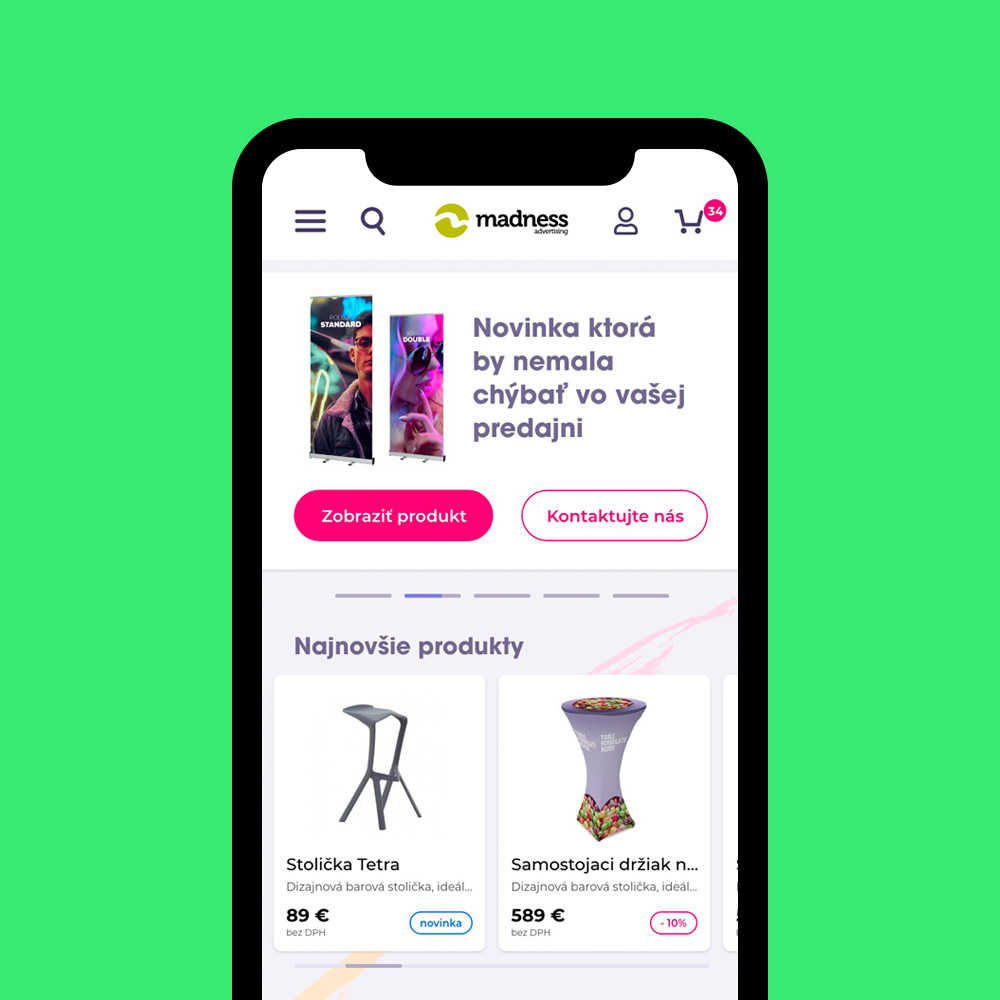 madness
advertising
34
STANDARD
DOUBLE
Novinka ktorá
by nemala
chýbať vo vašej
predajni
Zobraziť produkt
Kontaktujte nás
Najnovšie produkty
TABLE
Stolička Tetra
Samostojaci držiak n...
Dizajnová barová stolička, ideál...
Dizajnová barová stolička, ideál...
89 €
bez DPH
novinka
589 €
bez DPH
- 10%